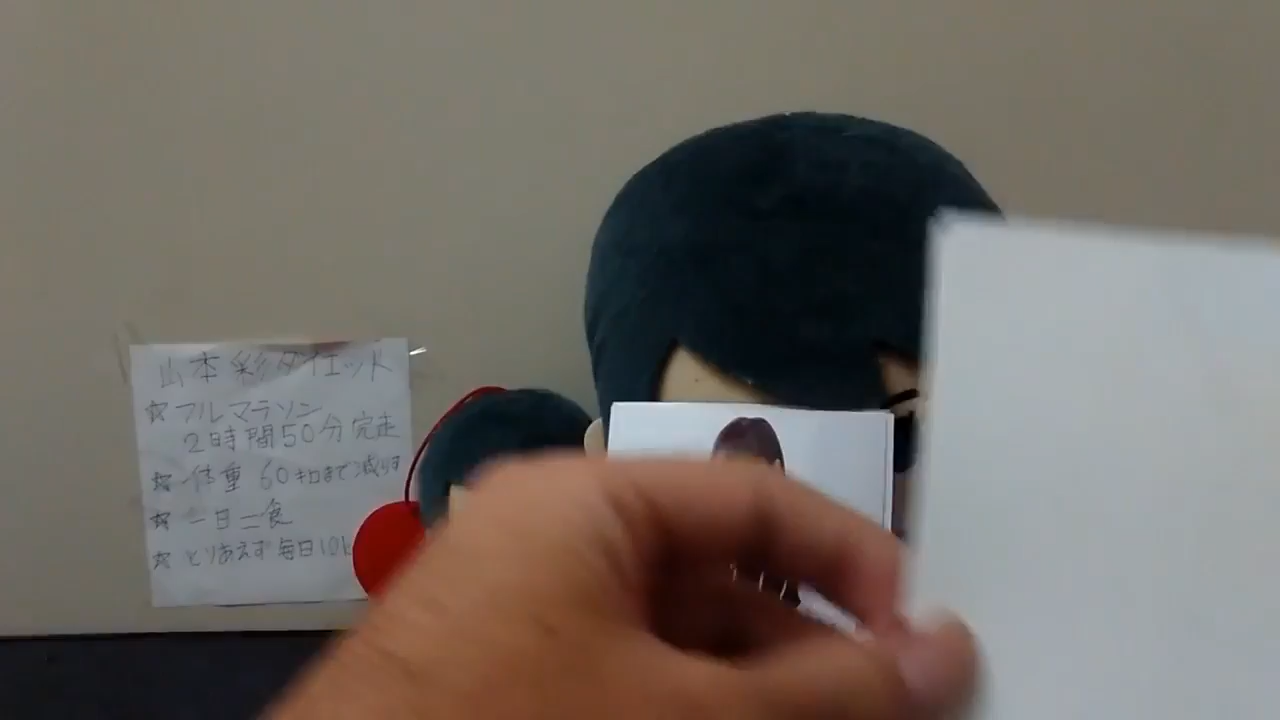 山本彩ダイエット
☆フルマラソン
2時間50分完走
☆体重 60キロまで減らす
☆一日二食
☆とりあえず毎日10k